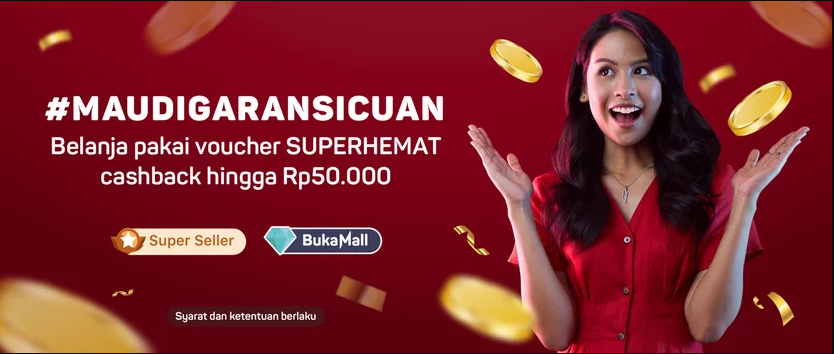 #MAUDIGARANSICUAN
Belanja pakai voucher SUPERHEMAT
cashback hingga Rp50.000
Super Seller
BukaMall
Syarat dan ketentuan berlaku